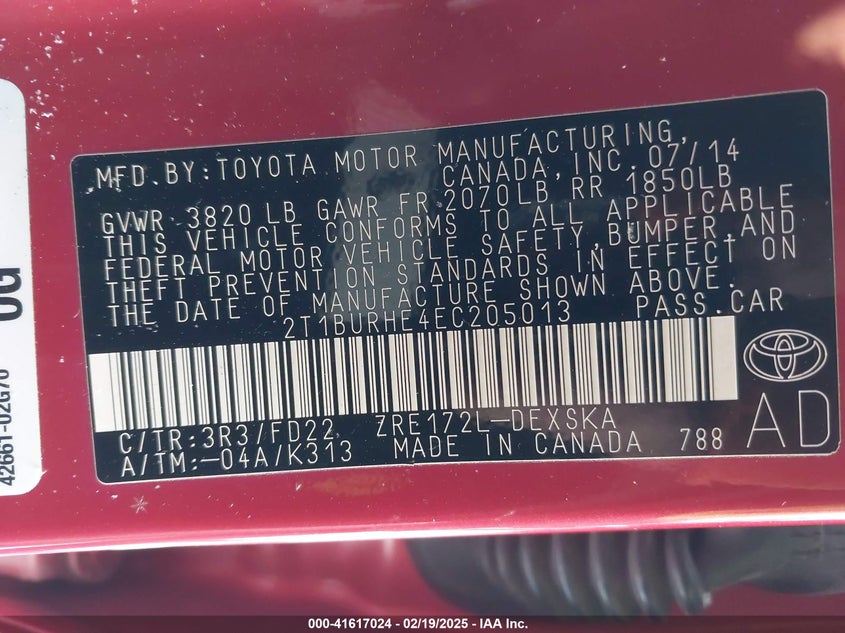 MFD.BY:TOYOTA MOTOR MANUFACTURING,
CANADA,INC. 07/14
GVWR 3820 LB GAWR FR 2070LB RR 1850LB
THIS VEHICLE CONFORMS TO ALL APPLICABLE
FEDERAL MOTOR VEHICLE SAFETY,BUMPER,AND
THEFT PREVENTION STANDARDS IN EFFECT ON
THE DATE OF MANUFACTURE SHOWN ABOVE.
2T1BURHE4EC205013 PASS.CAR
C/TR:3R3/FD22 ZRE172L-DEXSKA
A/TM:-04A/K313 MADE IN CANADA 788
AD
42661-02G70
0G
000-41617024 - 02/19/2025 - IAA Inc.